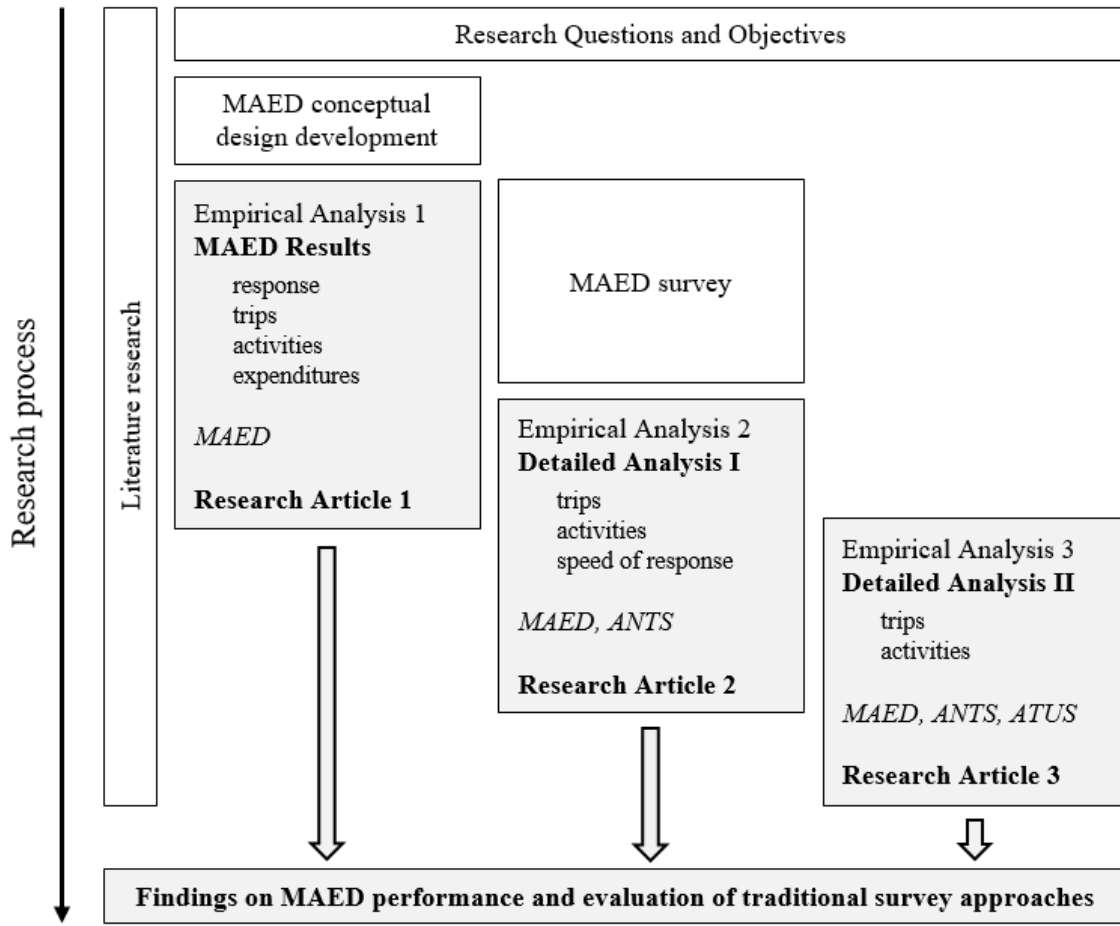 Research process
Literature research
Research Questions and Objectives
MAED conceptual
design development
Empirical Analysis 1
MAED Results
response
trips
activities
expenditures
MAED
Research Article 1
MAED survey
Empirical Analysis 2
Detailed Analysis I
trips
activities
speed of response
MAED, ANTS
Research Article 2
Empirical Analysis 3
Detailed Analysis II
trips
activities
MAED, ANTS, ATUS
Research Article 3
Findings on MAED performance and evaluation of traditional survey approaches